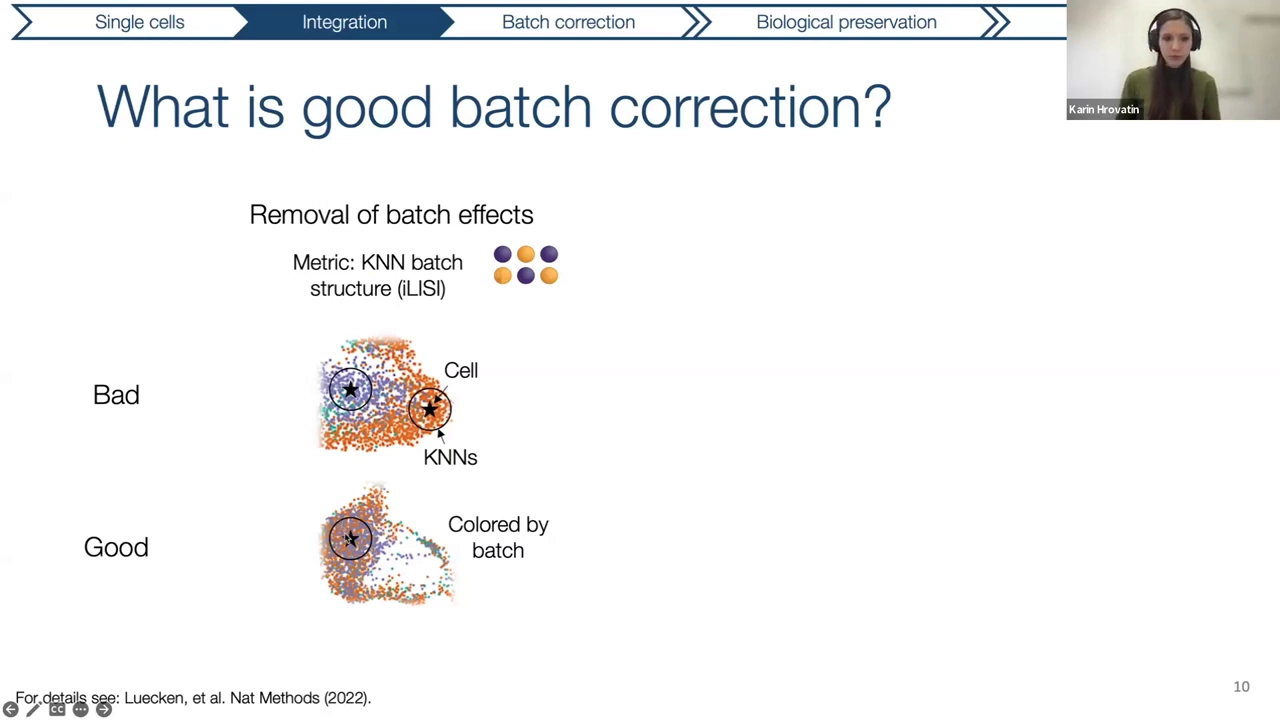 Single cells
Integration
Batch correction
Biological preservation
Karin Hrovatin
What is good batch correction?
Removal of batch effects
Metric: KNN batch
structure (iLISI)
Bad
Cell
KNNs
Good
Colored by
batch
For details see: Luecken, et al. Nat Methods (2022).
10
CC